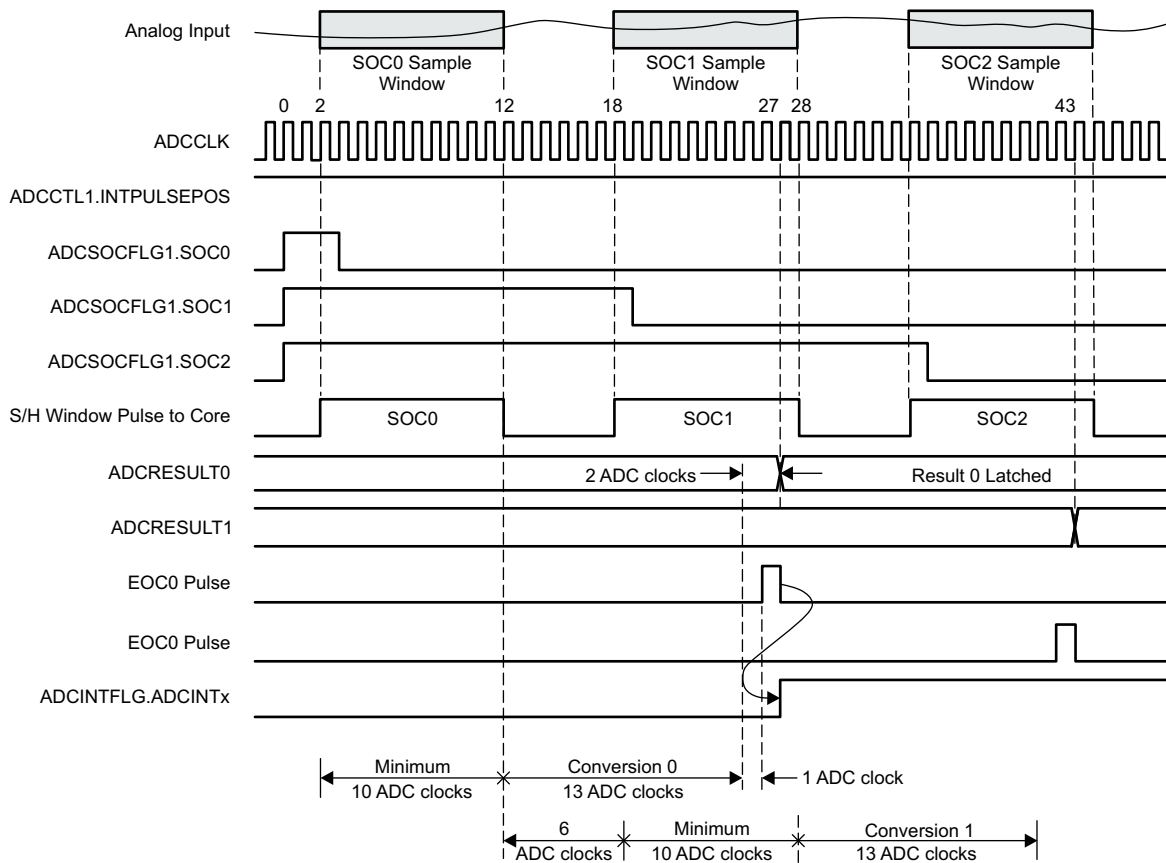 Analog Input
SOC0 Sample
Window
SOC1 Sample
Window
SOC2 Sample
Window
0 2 12 18 27 28 43
ADCCLK
ADCCTL1.INTPULSEPOS
ADCSOCFLG1.SOC0
ADCSOCFLG1.SOC1
ADCSOCFLG1.SOC2
S/H Window Pulse to Core
SOC0 SOC1 SOC2
ADCRESULT0
2 ADC clocks
Result 0 Latched
ADCRESULT1
EOC0 Pulse
EOC0 Pulse
ADCINTFLG.ADCINTx
Minimum
10 ADC clocks
Conversion 0
13 ADC clocks
1 ADC clock
6
ADC clocks
Minimum
10 ADC clocks
Conversion 1
13 ADC clocks